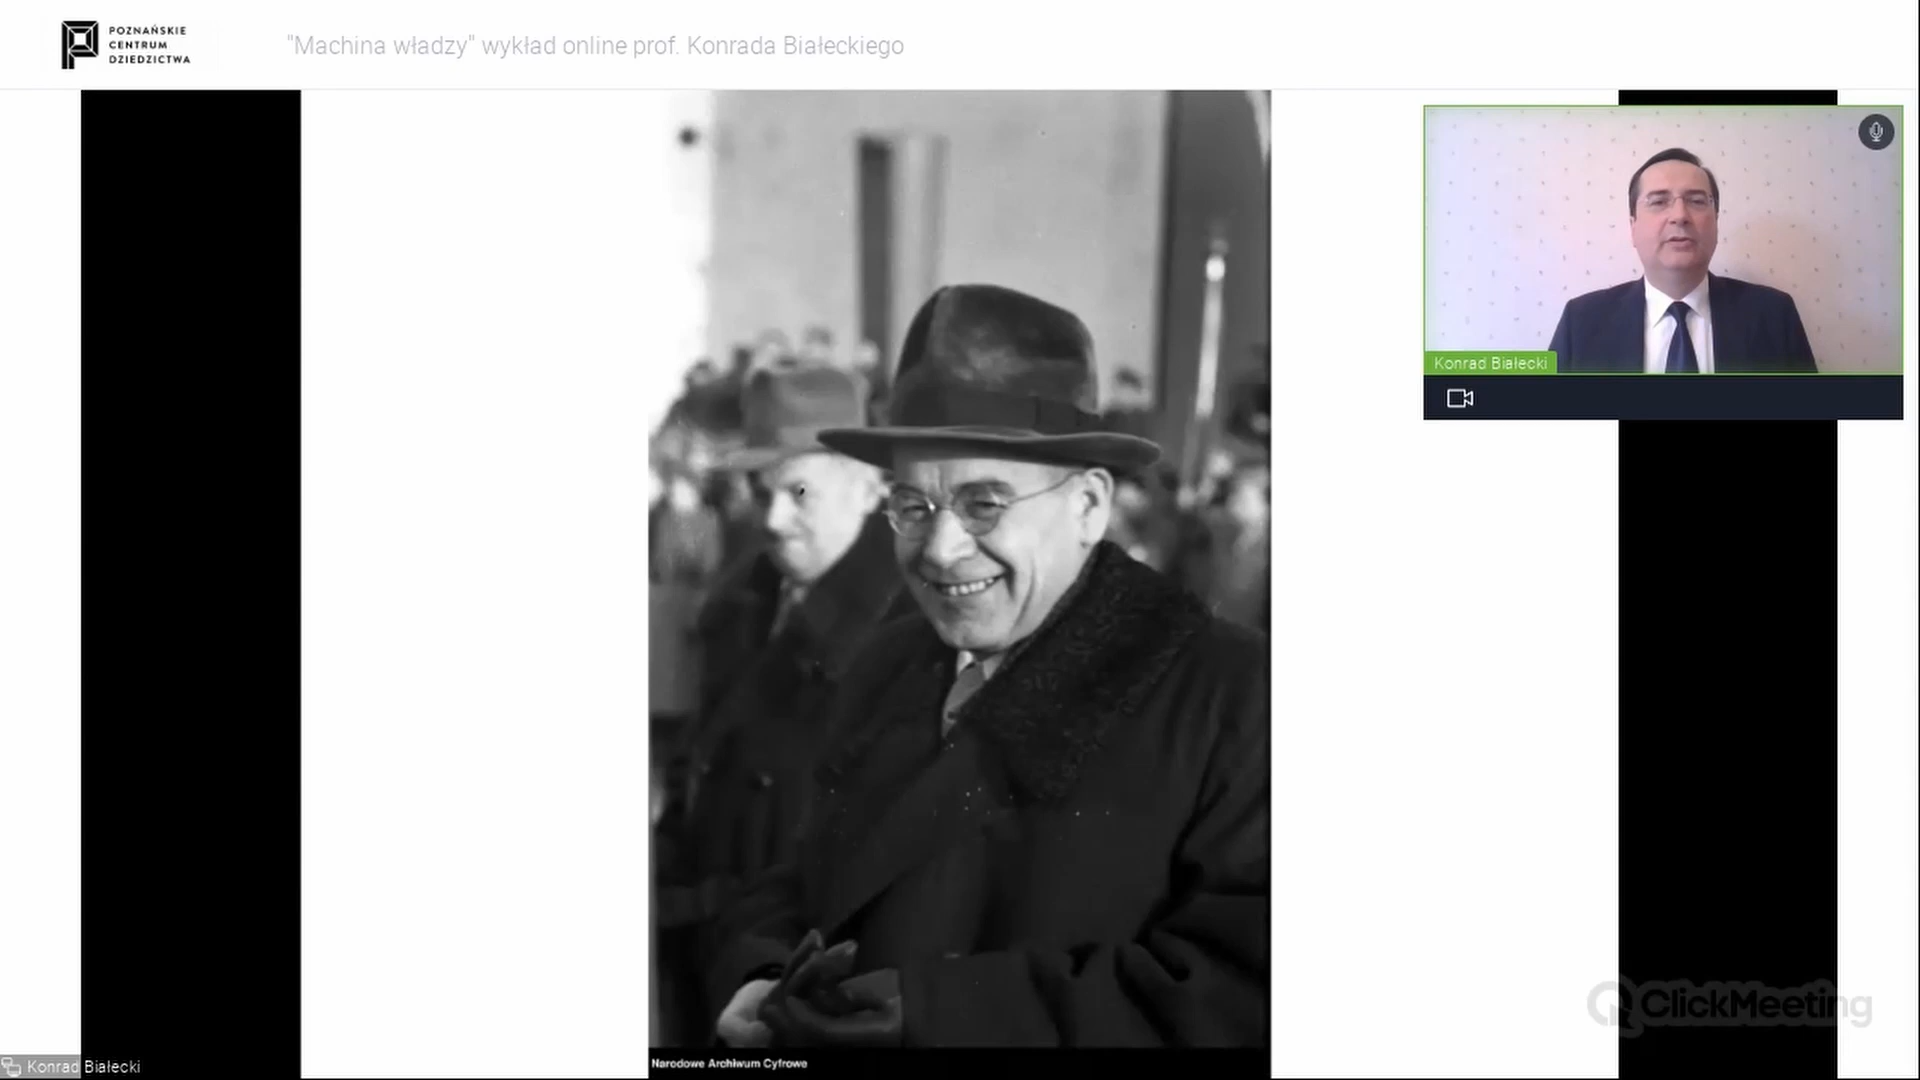 POZNAŃSKIE
CENTRUM
DZIEDZICTWA
"Machina władzy" wykład online prof. Konrada Białeckiego
Konrad Białecki
ClickMeeting
Narodowe Archiwum Cyfrowe
Konrad Białecki